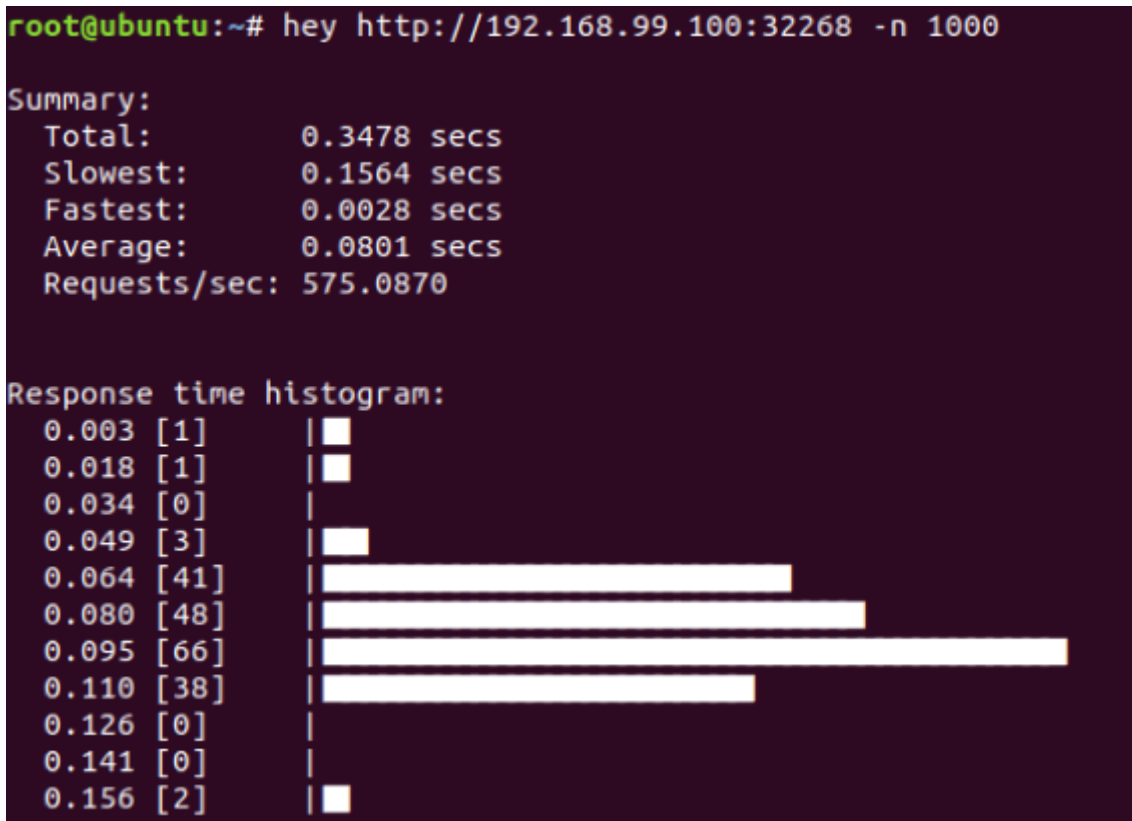 root@ubuntu:~# hey http://192.168.99.100:32268 -n 1000
Summary:
Total: 0.3478 secs
Slowest: 0.1564 secs
Fastest: 0.0028 secs
Average: 0.0801 secs
Requests/sec: 575.0870
Response time histogram:
0.003 [1] |
0.018 [1] |
0.034 [0] |
0.049 [3] |
0.064 [41] |
0.080 [48] |
0.095 [66] |
0.110 [38] |
0.126 [0] |
0.141 [0] |
0.156 [2] |